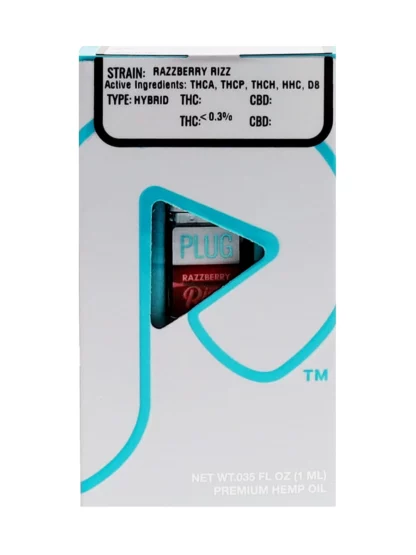 STRAIN: RAZZBERRY RIZZ
Active Ingredients: THCA, THCP, THCH, HHC, D8
TYPE: HYBRID THC: CBD:
THC:<0.3% CBD:
PLUG
RAZZBERRY
TM
NET WT.035 FL OZ (1 ML)
PREMIUM HEMP OIL